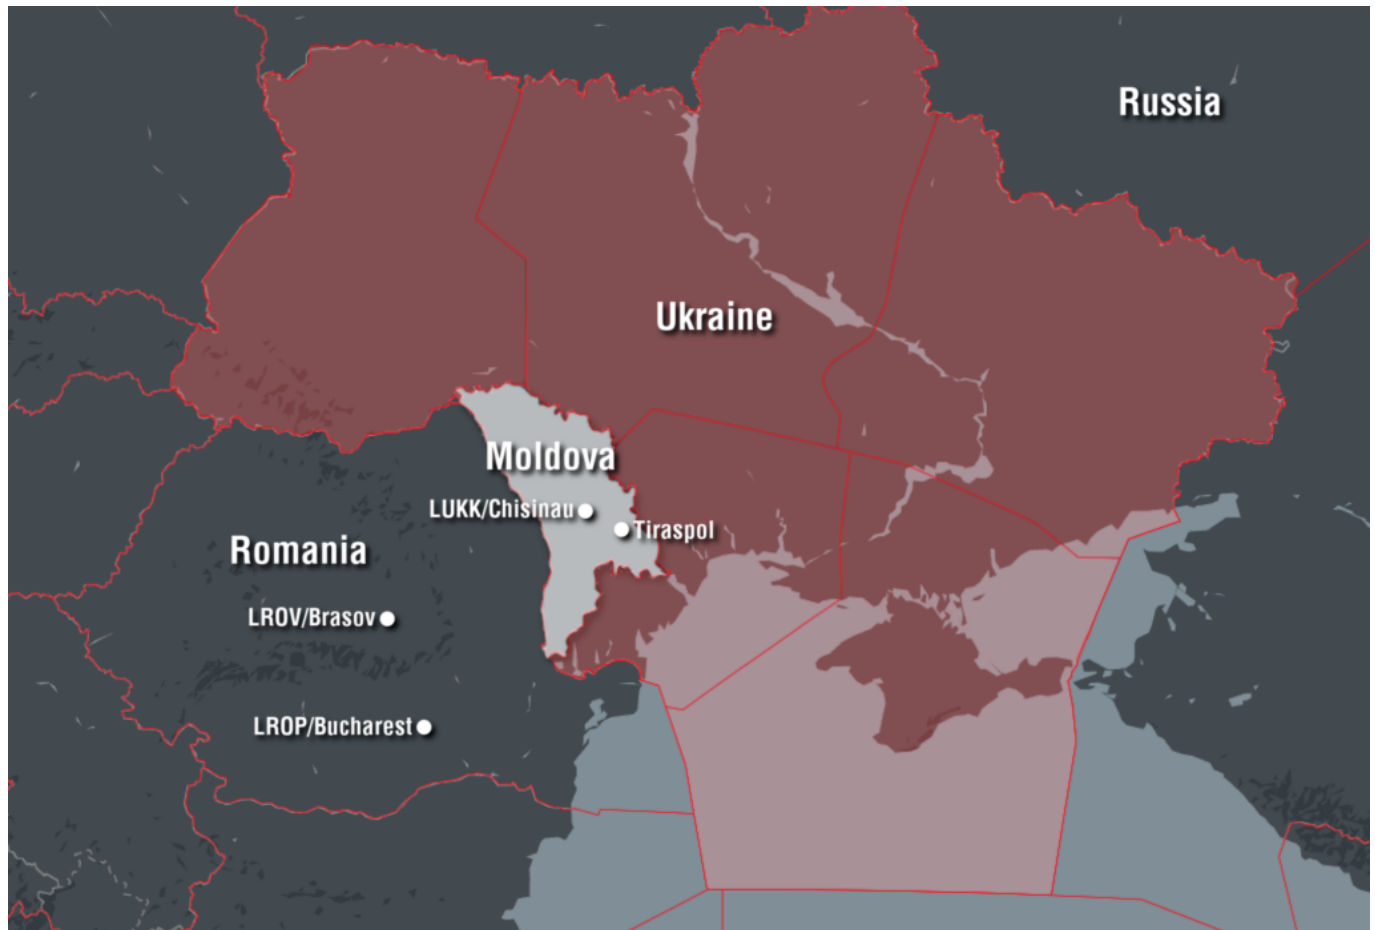 Russia
Ukraine
Moldova
LUKK/Chisinau
Tiraspol
Romania
LROV/Brasov
LROP/Bucharest